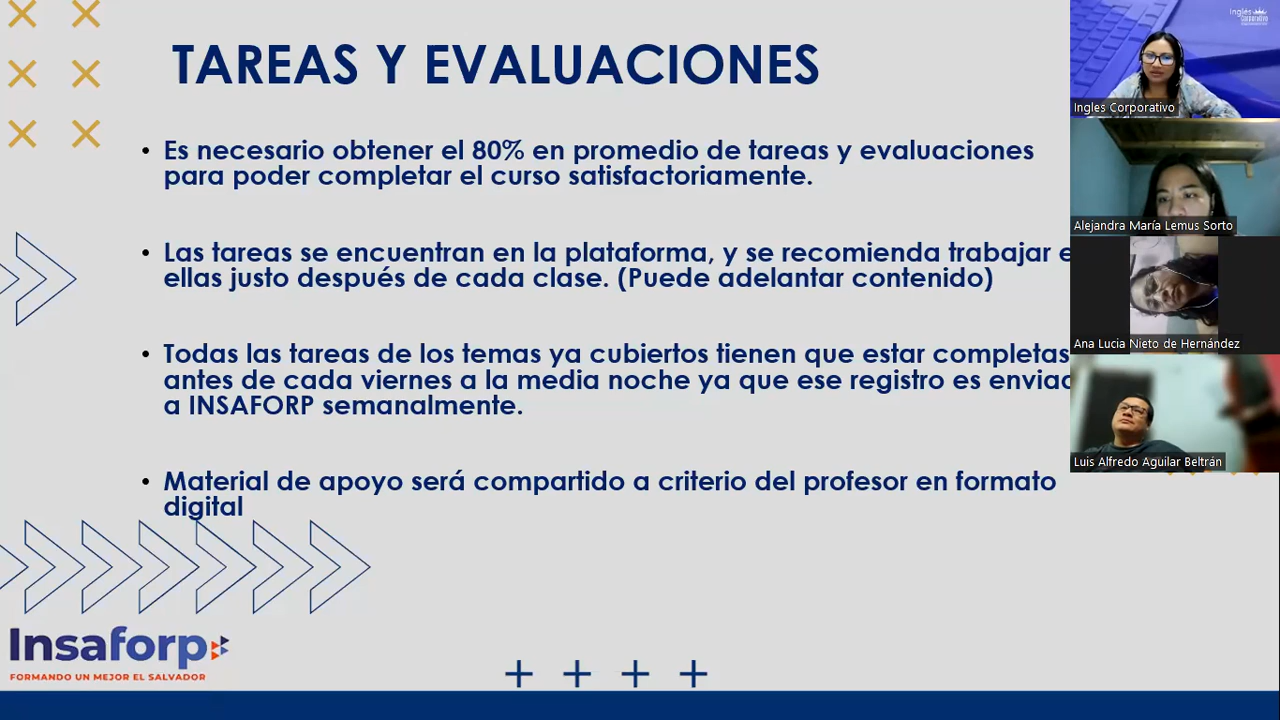 TAREAS Y EVALUACIONES
• Es necesario obtener el 80% en promedio de tareas y evaluaciones
para poder completar el curso satisfactoriamente.
• Las tareas se encuentran en la plataforma, y se recomienda trabajar e
ellas justo después de cada clase. (Puede adelantar contenido)
• Todas las tareas de los temas ya cubiertos tienen que estar completas
antes de cada viernes a la media noche ya que ese registro es envia
a INSAFORP semanalmente.
• Material de apoyo será compartido a criterio del profesor en formato
digital
Insaforp
FORMANDO UN MEJOR EL SALVADOR
Inglés
Corporativo
Ingles Corporativo
Alejandra María Lemus Sorto
Ana Lucia Nieto de Hernández
Luis Alfredo Aguilar Beltrán